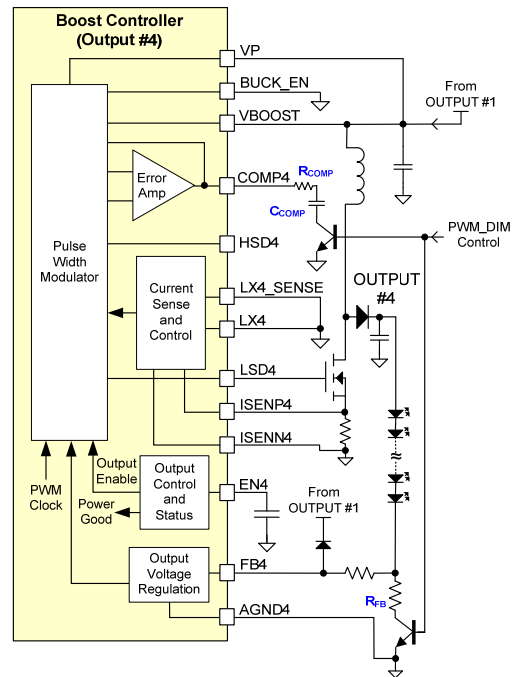 Boost Controller
(Output #4)
VP
BUCK_EN
VBOOST
From
OUTPUT #1
Error
Amp
COMP4
RCOMP
CCOMP
Pulse
Width
Modulator
HSD4
PWM_DIM
Control
Current
Sense
and
Control
LX4_SENSE
LX4
OUTPUT
#4
LSD4
ISENP4
ISENN4
PWM
Clock
Output
Enable
Power
Good
Output
Control
and
Status
EN4
From
OUTPUT #1
Output
Voltage
Regulation
FB4
RFB
AGND4